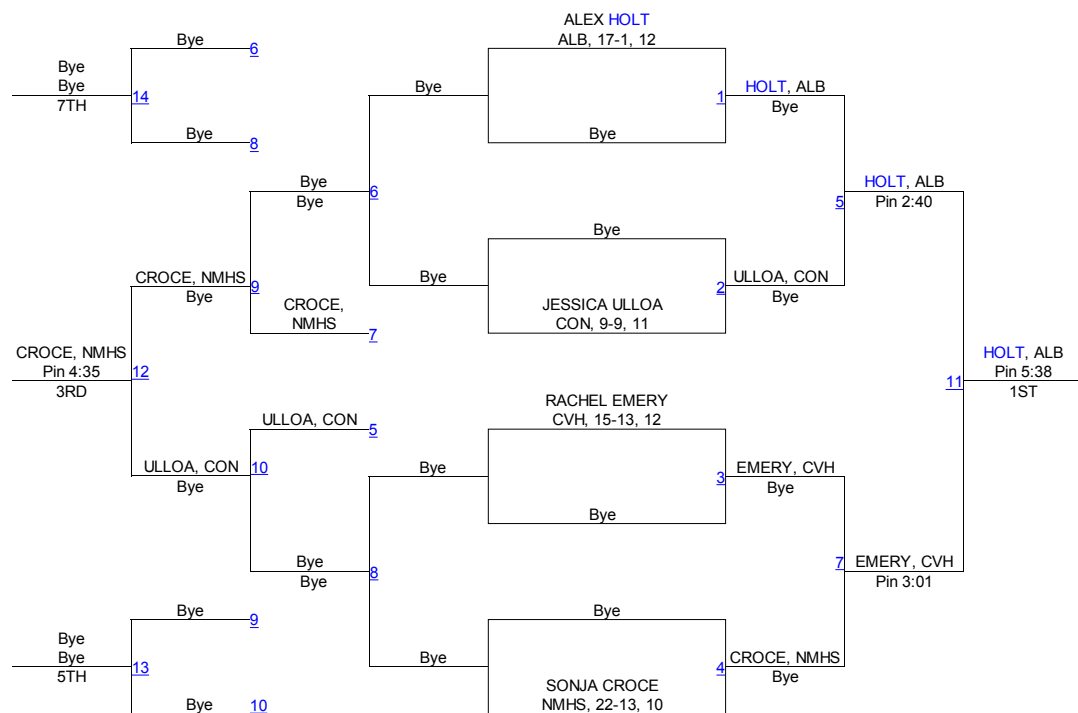 ALEX HOLT
ALB, 17-1, 12
Bye
6
Bye
Bye
14
7TH
Bye
8
Bye
1
HOLT, ALB
Bye
Bye
Bye
Bye
6
HOLT, ALB
5
Pin 2:40
Bye
Bye
2
ULLOA, CON
Bye
JESSICA ULLOA
CON, 9-9, 11
CROCE, NMHS
9
Bye
CROCE,
NMHS
7
CROCE, NMHS
Pin 4:35
12
3RD
HOLT, ALB
Pin 5:38
11
1ST
RACHEL EMERY
CVH, 15-13, 12
ULLOA, CON
5
ULLOA, CON
10
Bye
Bye
3
EMERY, CVH
Bye
Bye
Bye
Bye
8
7
EMERY, CVH
Pin 3:01
Bye
9
Bye
Bye
13
5TH
Bye
10
Bye
Bye
4
CROCE, NMHS
Bye
SONJA CROCE
NMHS, 22-13, 10